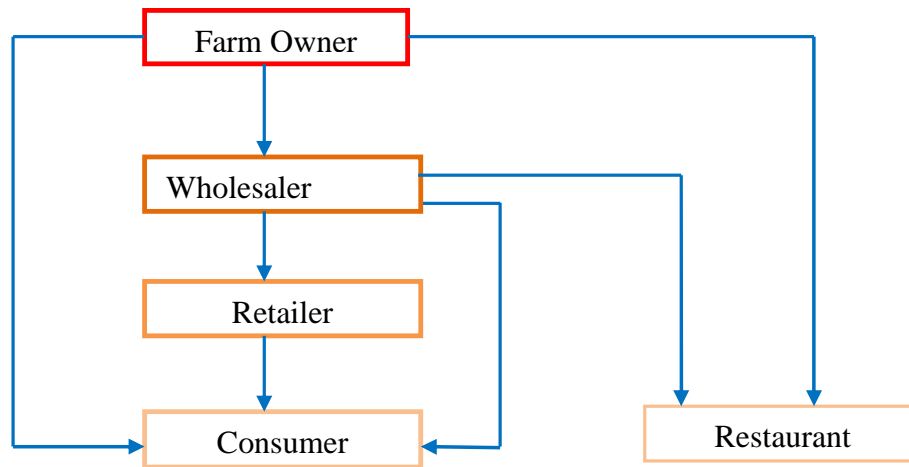 Farm Owner
Wholesaler
Retailer
Consumer
Restaurant